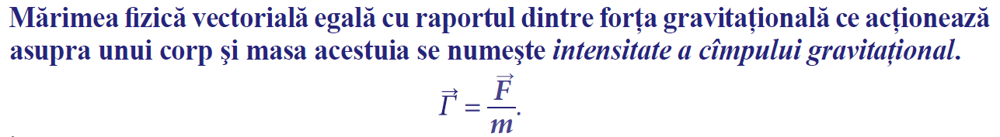 Mărimea fizică vectorială egală cu raportul dintre forța gravitațională ce acționează
asupra unui corp şi masa acestuia se numeşte intensitate a cîmpului gravitațional.
$\vec{\Gamma} = \frac{\vec{F}}{m}.$